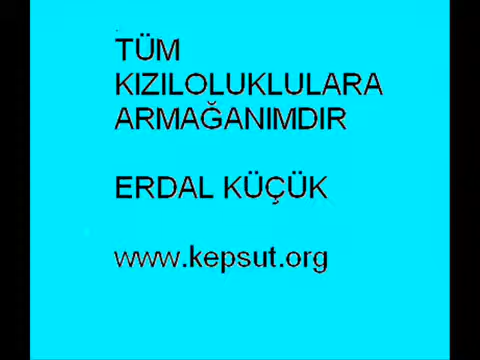 TÜM
KIZILOLUKLULARA
ARMAĞANIMDIR
ERDAL KÜÇÜK
www.kepsut.org